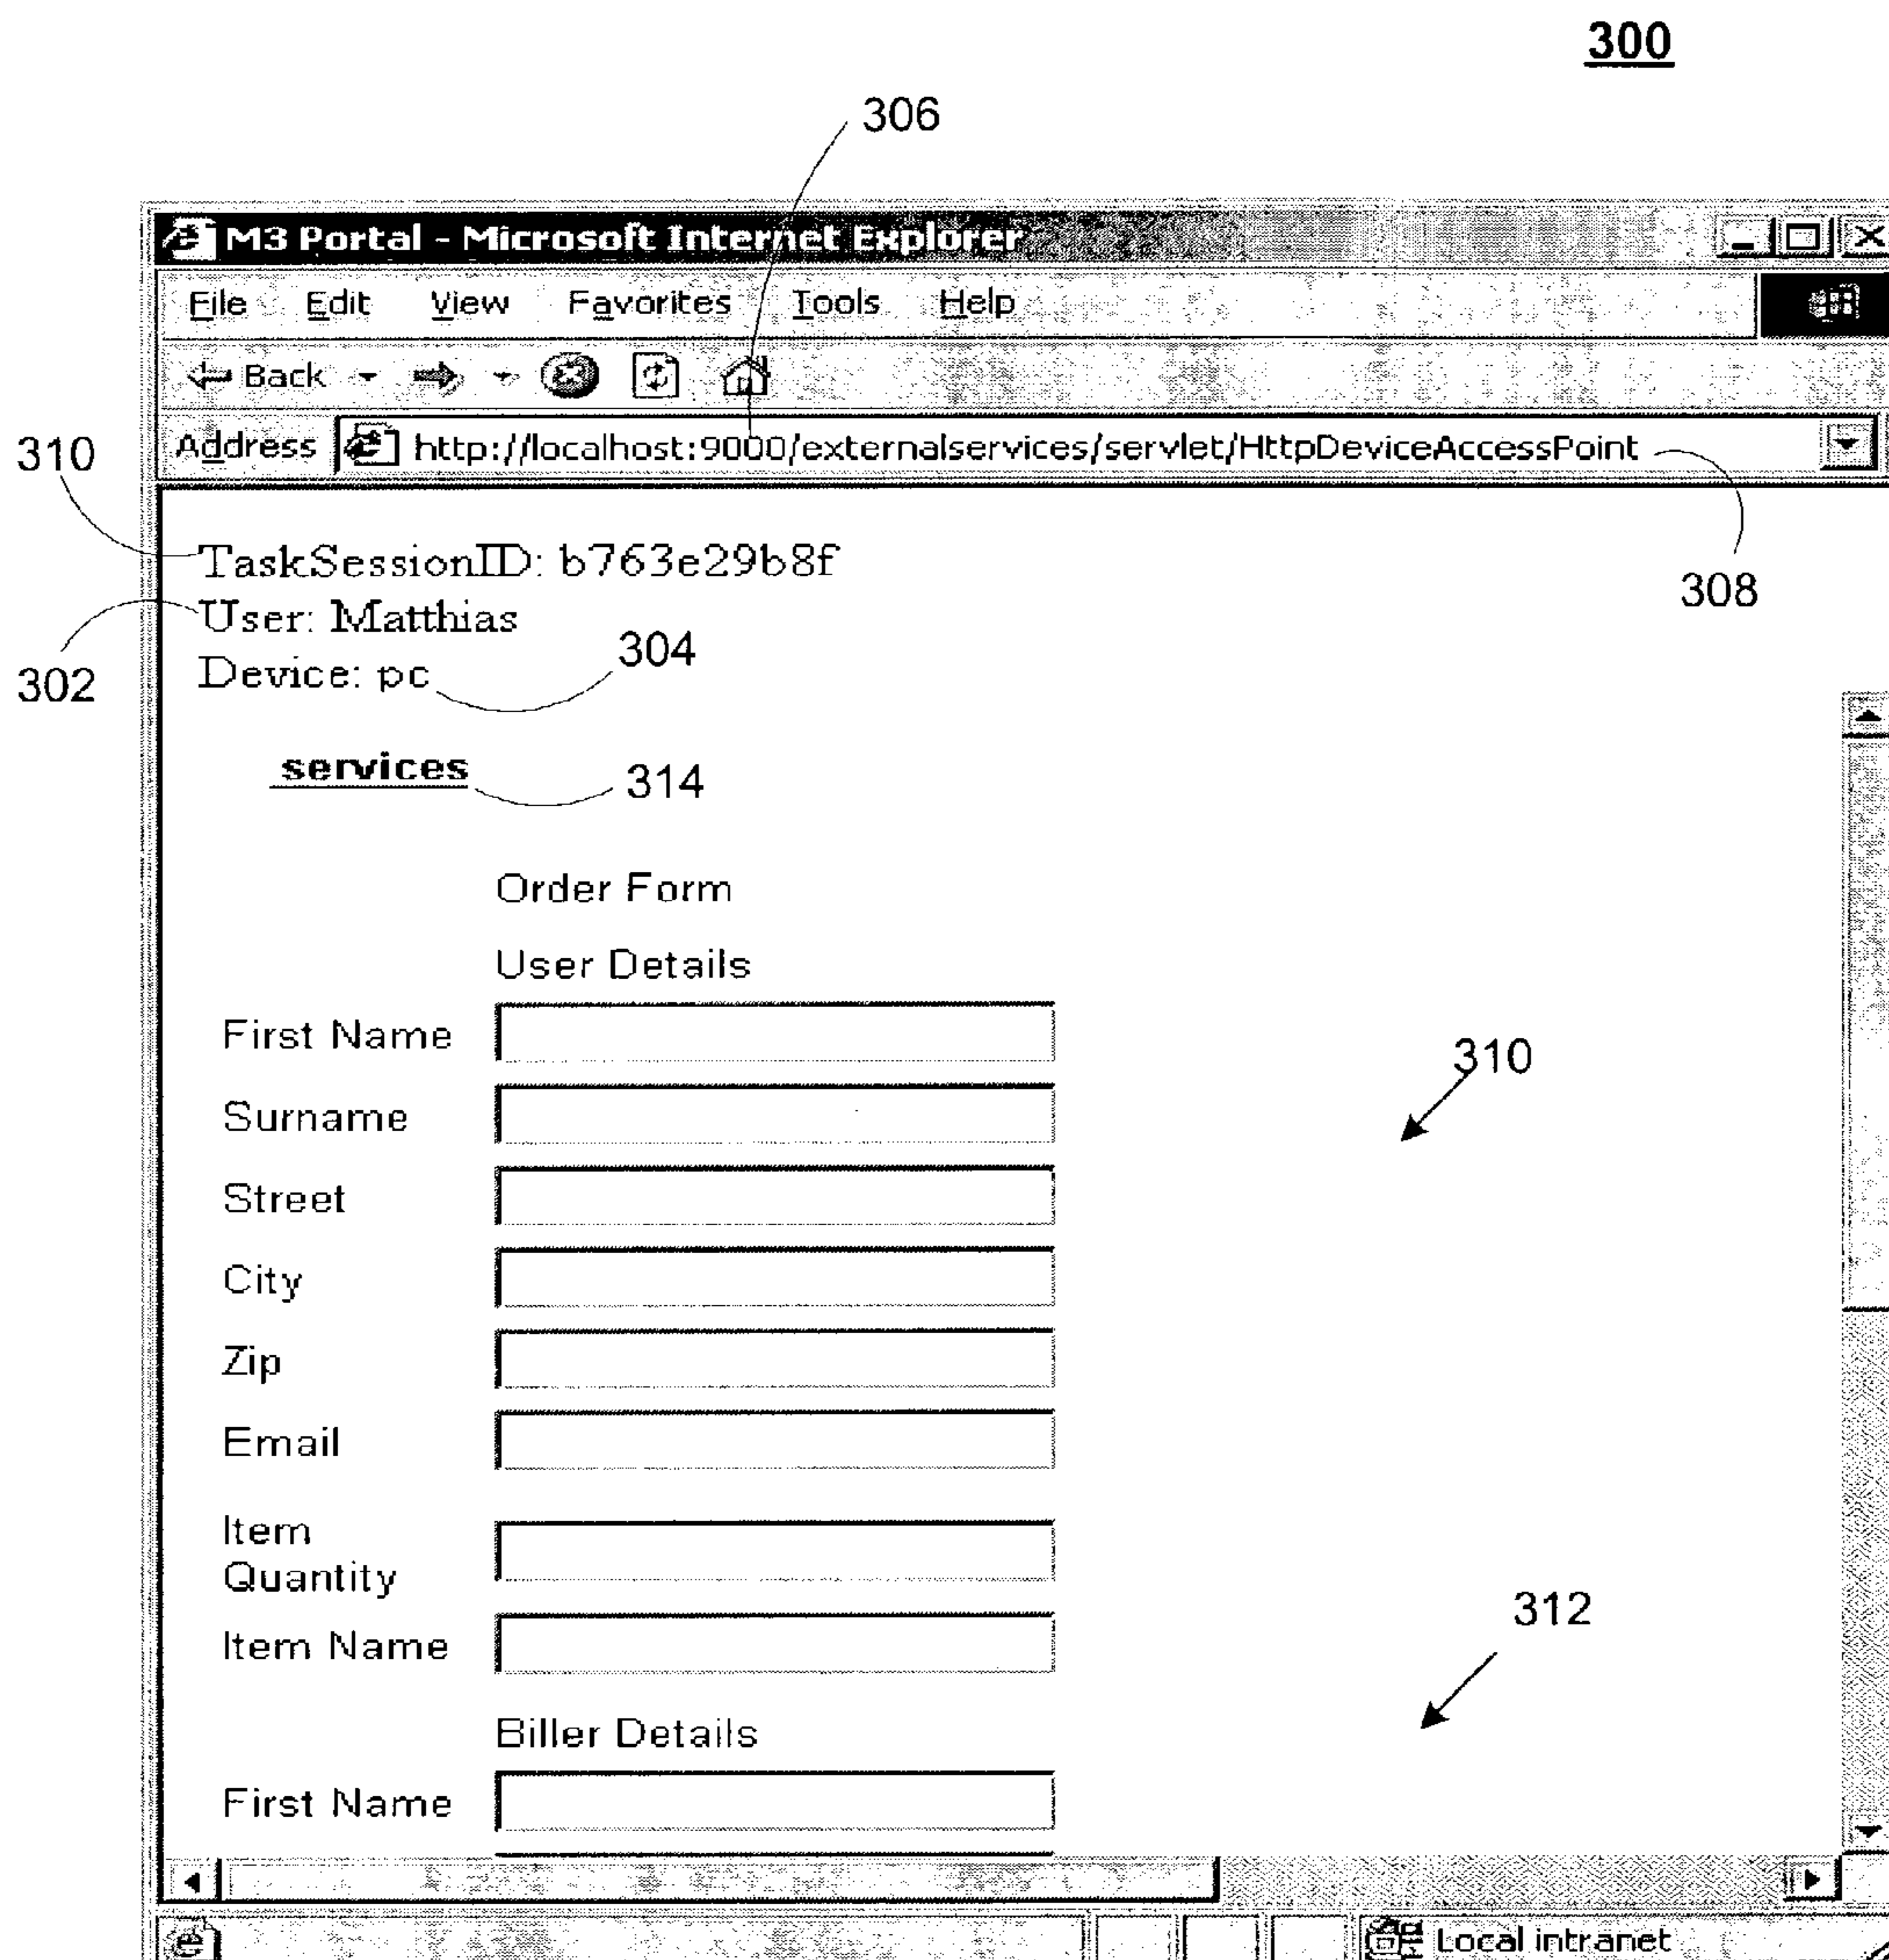 300
306
M3 Portal - Microsoft Internet Explorer
File Edit View Favorites Tools Help
Back
Address http://localhost:9000/externalservices/servlet/HttpDeviceAccessPoint
310
308
TaskSessionID: b763e29b8f
User: Matthias
302
Device: pc
304
services
314
Order Form
User Details
First Name
310
Surname
Street
City
Zip
Email
Item
Quantity
312
Item Name
Biller Details
First Name
Local intranet